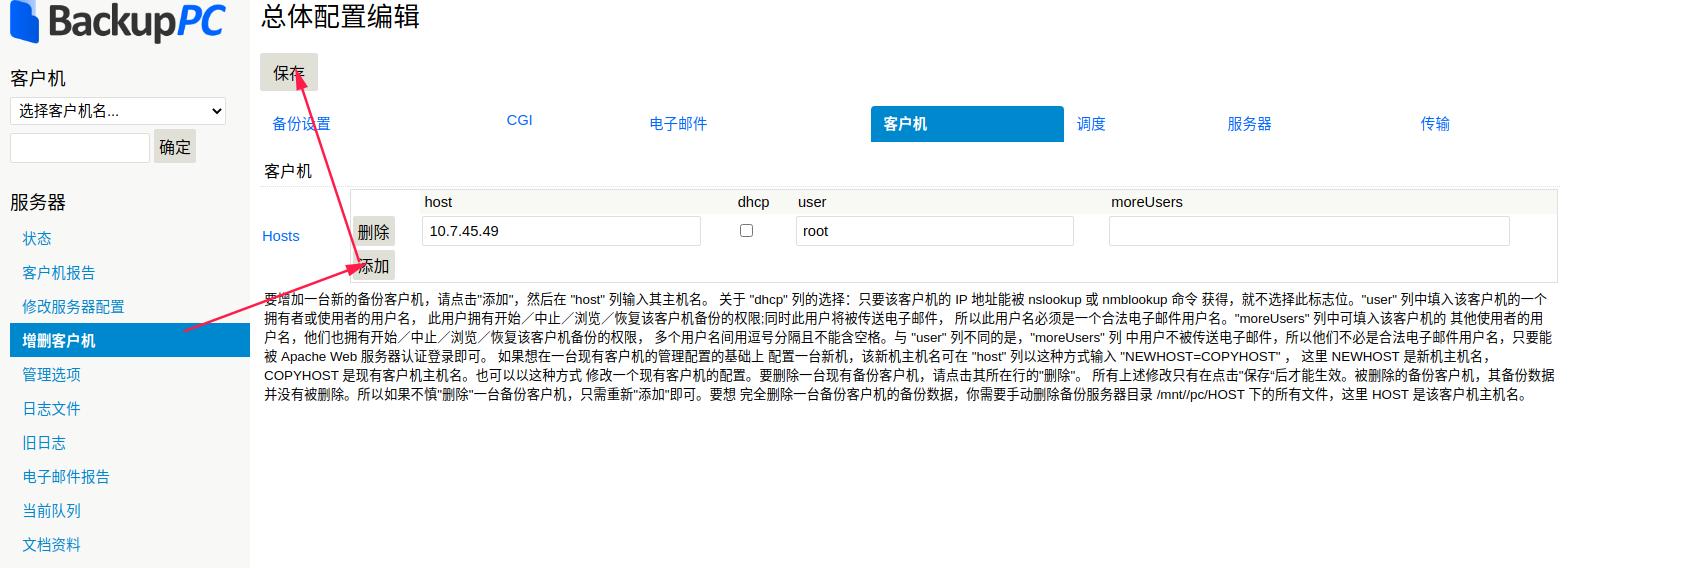 BackupPC
客户机
选择客户机名...
确定
服务器
状态
客户机报告
修改服务器配置
增删客户机
管理选项
日志文件
旧日志
电子邮件报告
当前队列
文档资料
总体配置编辑
保存
备份设置 CGI 电子邮件 客户机 调度 服务器 传输
客户机
host dhcp user moreUsers
Hosts 删除 10.7.45.49 root
添加
要增加一台新的备份客户机，请点击"添加"，然后在 "host" 列输入其主机名。 关于 "dhcp" 列的选择：只要该客户机的 IP 地址能被 nslookup 或 nmblookup 命令 获得，就不选择此标志位。"user" 列中填入该客户机的一个
拥有者或使用者的用户名， 此用户拥有开始／中止／浏览／恢复该客户机备份的权限;同时此用户将被传送电子邮件， 所以此用户名必须是一个合法电子邮件用户名。"moreUsers" 列中可填入该客户机的 其他使用者的用
户名，他们也拥有开始／中止／浏览／恢复该客户机备份的权限， 多个用户名间用逗号分隔且不能含空格。与 "user" 列不同的是，"moreUsers" 列 中用户不被传送电子邮件，所以他们不必是合法电子邮件用户名，只要能
被 Apache Web 服务器认证登录即可。 如果想在一台现有客户机的管理配置的基础上 配置一台新机，该新机主机名可在 "host" 列以这种方式输入 "NEWHOST=COPYHOST" ， 这里 NEWHOST 是新机主机名，
COPYHOST 是现有客户机主机名。也可以以这种方式 修改一个现有客户机的配置。要删除一台现有备份客户机，请点击其所在行的"删除"。 所有上述修改只有在点击"保存"后才能生效。被删除的备份客户机，其备份数据
并没有被删除。所以如果不慎"删除"一台备份客户机，只需重新"添加"即可。要想 完全删除一台备份客户机的备份数据，你需要手动删除备份服务器目录 /mnt//pc/HOST 下的所有文件，这里 HOST 是该客户机主机名。